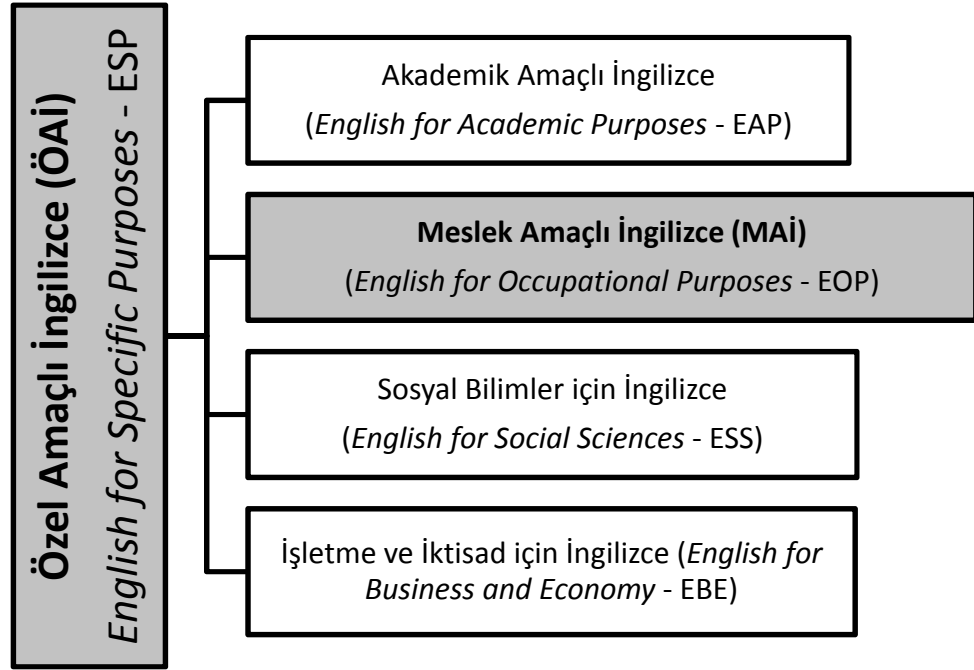 Özel Amaçlı İngilizce (ÖAİ)
English for Specific Purposes - ESP
Akademik Amaçlı İngilizce
(English for Academic Purposes - EAP)
Meslek Amaçlı İngilizce (MAİ)
(English for Occupational Purposes - EOP)
Sosyal Bilimler için İngilizce
(English for Social Sciences - ESS)
İşletme ve İktisad için İngilizce (English for
Business and Economy - EBE)